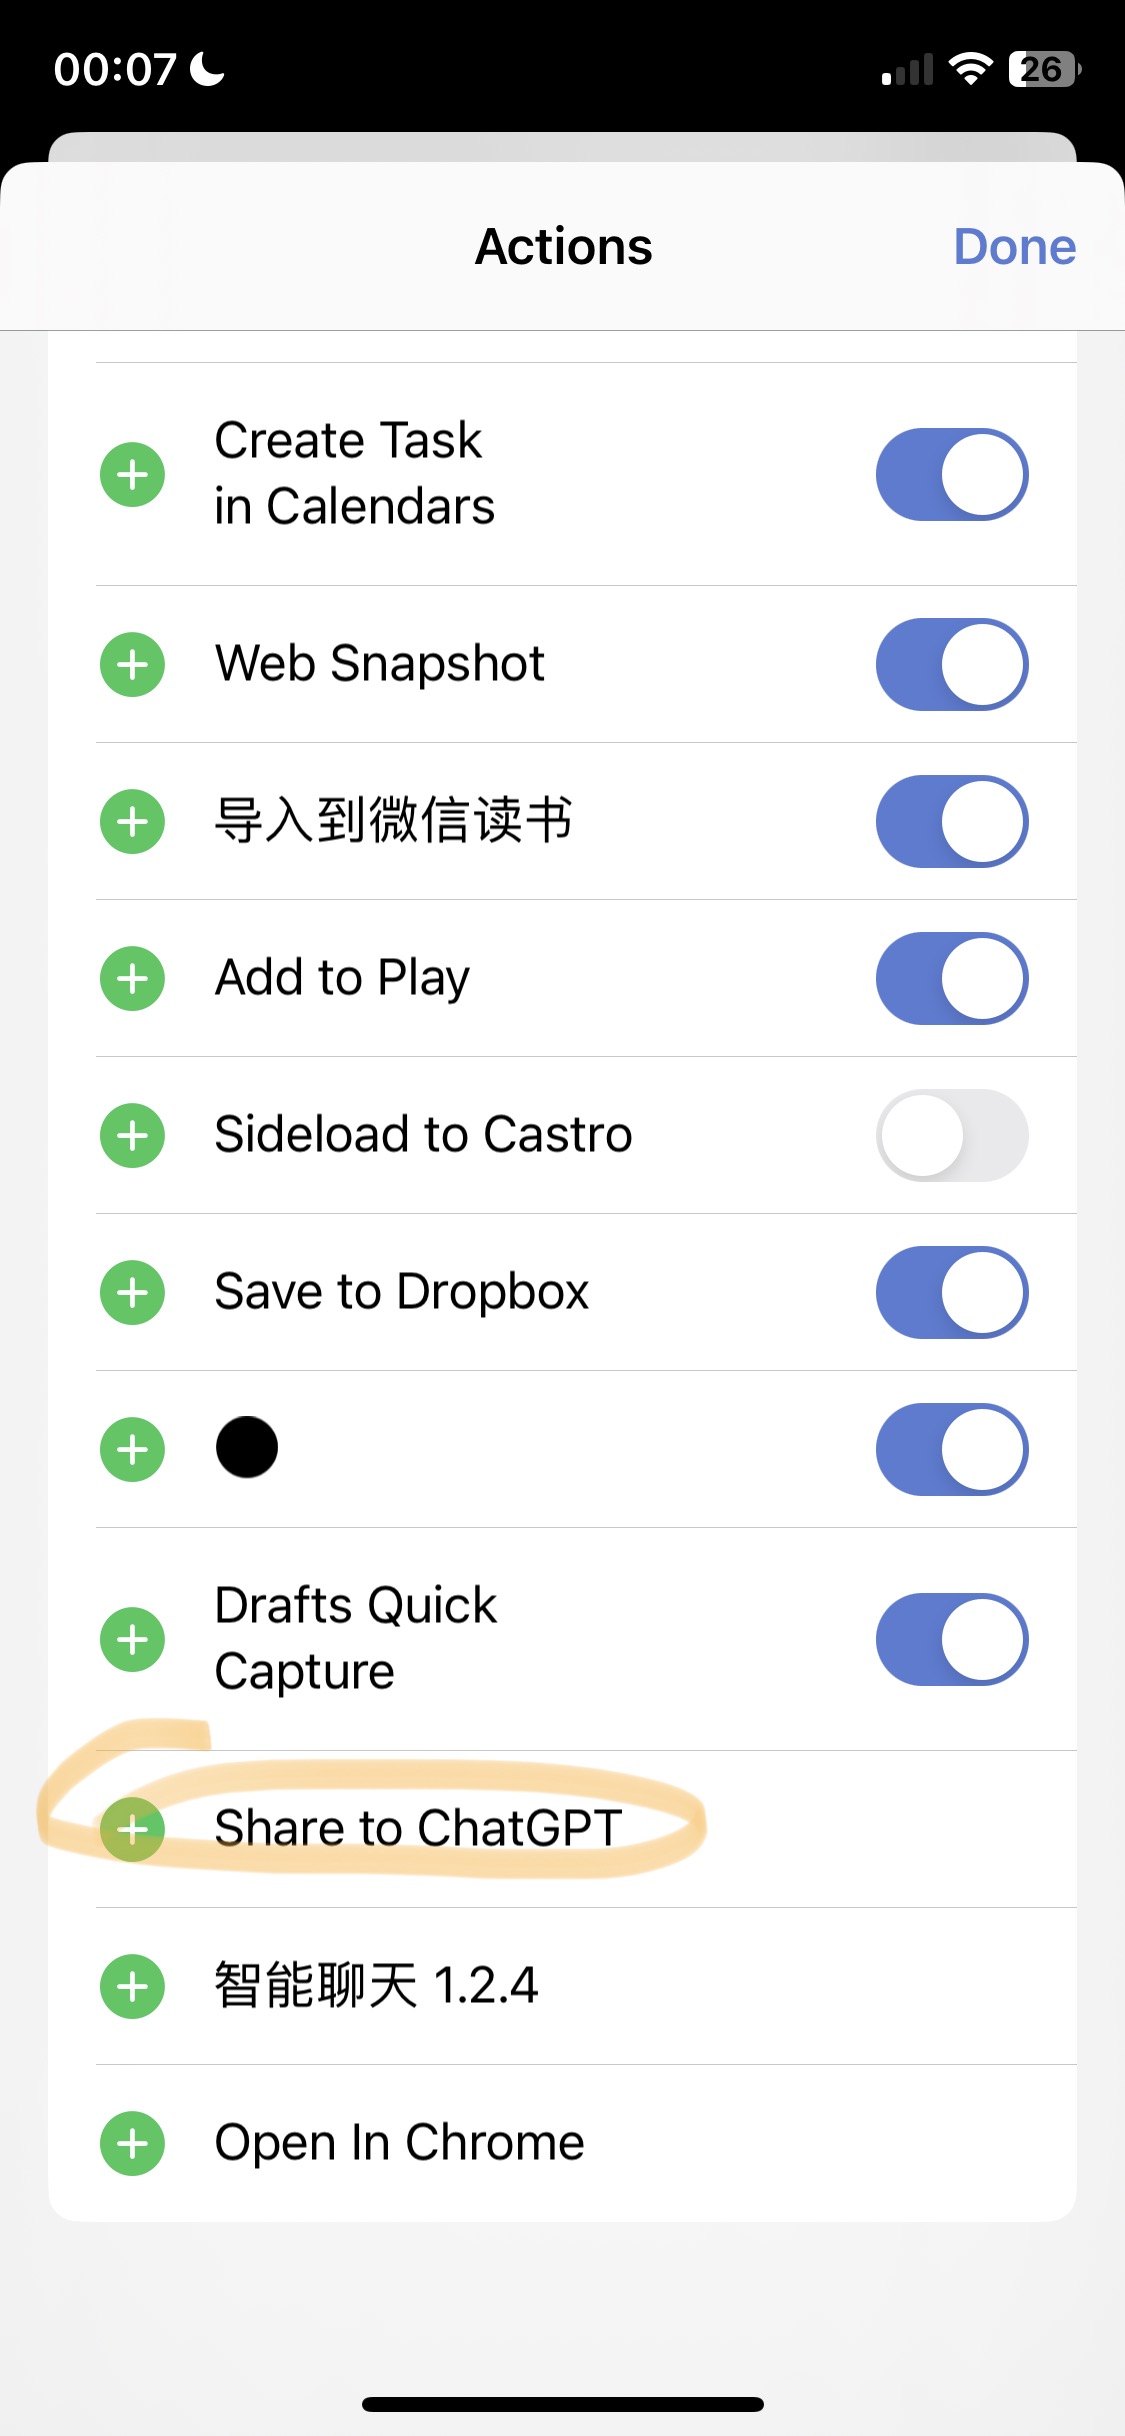 00:07
26
Actions
Done
Create Task
in Calendars
Web Snapshot
导入到微信读书
Add to Play
Sideload to Castro
Save to Dropbox
Drafts Quick
Capture
Share to ChatGPT
智能聊天 1.2.4
Open In Chrome